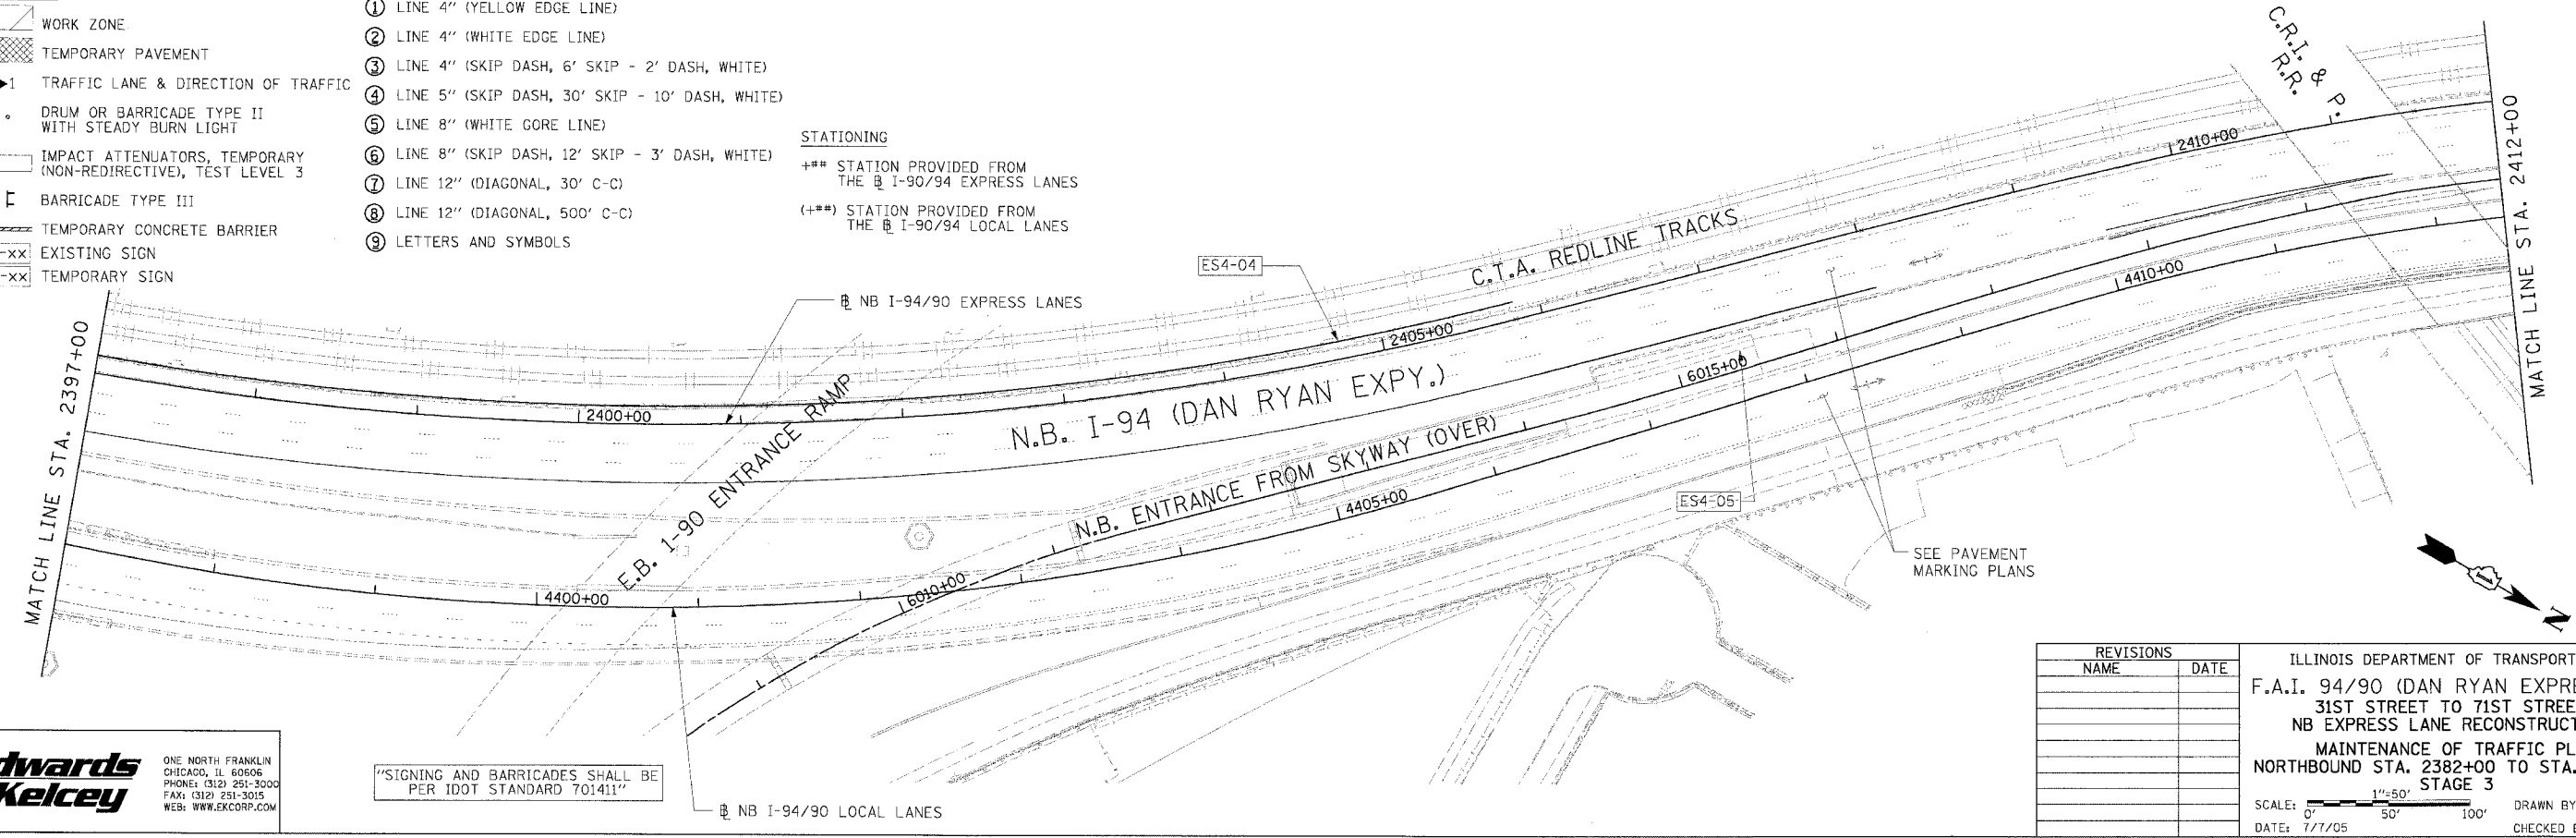 WORK ZONE
TEMPORARY PAVEMENT
1 TRAFFIC LANE & DIRECTION OF TRAFFIC
DRUM OR BARRICADE TYPE II
WITH STEADY BURN LIGHT
IMPACT ATTENUATORS, TEMPORARY
(NON-REDIRECTIVE), TEST LEVEL 3
BARRICADE TYPE III
TEMPORARY CONCRETE BARRIER
-XX EXISTING SIGN
-XX TEMPORARY SIGN
1 LINE 4" (YELLOW EDGE LINE)
2 LINE 4" (WHITE EDGE LINE)
3 LINE 4" (SKIP DASH, 6' SKIP - 2' DASH, WHITE)
4 LINE 5" (SKIP DASH, 30' SKIP - 10' DASH, WHITE)
5 LINE 8" (WHITE GORE LINE)
6 LINE 8" (SKIP DASH, 12' SKIP - 3' DASH, WHITE)
7 LINE 12" (DIAGONAL, 30' C-C)
8 LINE 12" (DIAGONAL, 500' C-C)
9 LETTERS AND SYMBOLS
STATIONING
+** STATION PROVIDED FROM
THE B I-90/94 EXPRESS LANES
(+**) STATION PROVIDED FROM
THE B I-90/94 LOCAL LANES
C.R.I. & P.
R.R.
MATCH LINE STA. 2412+00
2410+00
C.T.A. REDLINE TRACKS
4410+00
ES4-04
B NB I-94/90 EXPRESS LANES
2405+00
MATCH LINE STA. 2397+00
2400+00
N.B. I-94 (DAN RYAN EXPY.)
6015+00
E.B. 1-90 ENTRANCE RAMP
N.B. ENTRANCE FROM SKYWAY (OVER)
4405+00
ES4-05
SEE PAVEMENT
MARKING PLANS
4400+00
6010+00
N
dwards
Kelcey
ONE NORTH FRANKLIN
CHICAGO, IL 60606
PHONE: (312) 251-3000
FAX: (312) 251-3015
WEB: WWW.EKCORP.COM
"SIGNING AND BARRICADES SHALL BE
PER IDOT STANDARD 701411"
B NB I-94/90 LOCAL LANES
REVISIONS
NAME DATE
ILLINOIS DEPARTMENT OF TRANSPORT
F.A.I. 94/90 (DAN RYAN EXPRE
31ST STREET TO 71ST STREE
NB EXPRESS LANE RECONSTRUCT
MAINTENANCE OF TRAFFIC PL
NORTHBOUND STA. 2382+00 TO STA.
STAGE 3
SCALE: 1"=50'
0' 50' 100'
DRAWN BY
DATE: 7/7/05
CHECKED